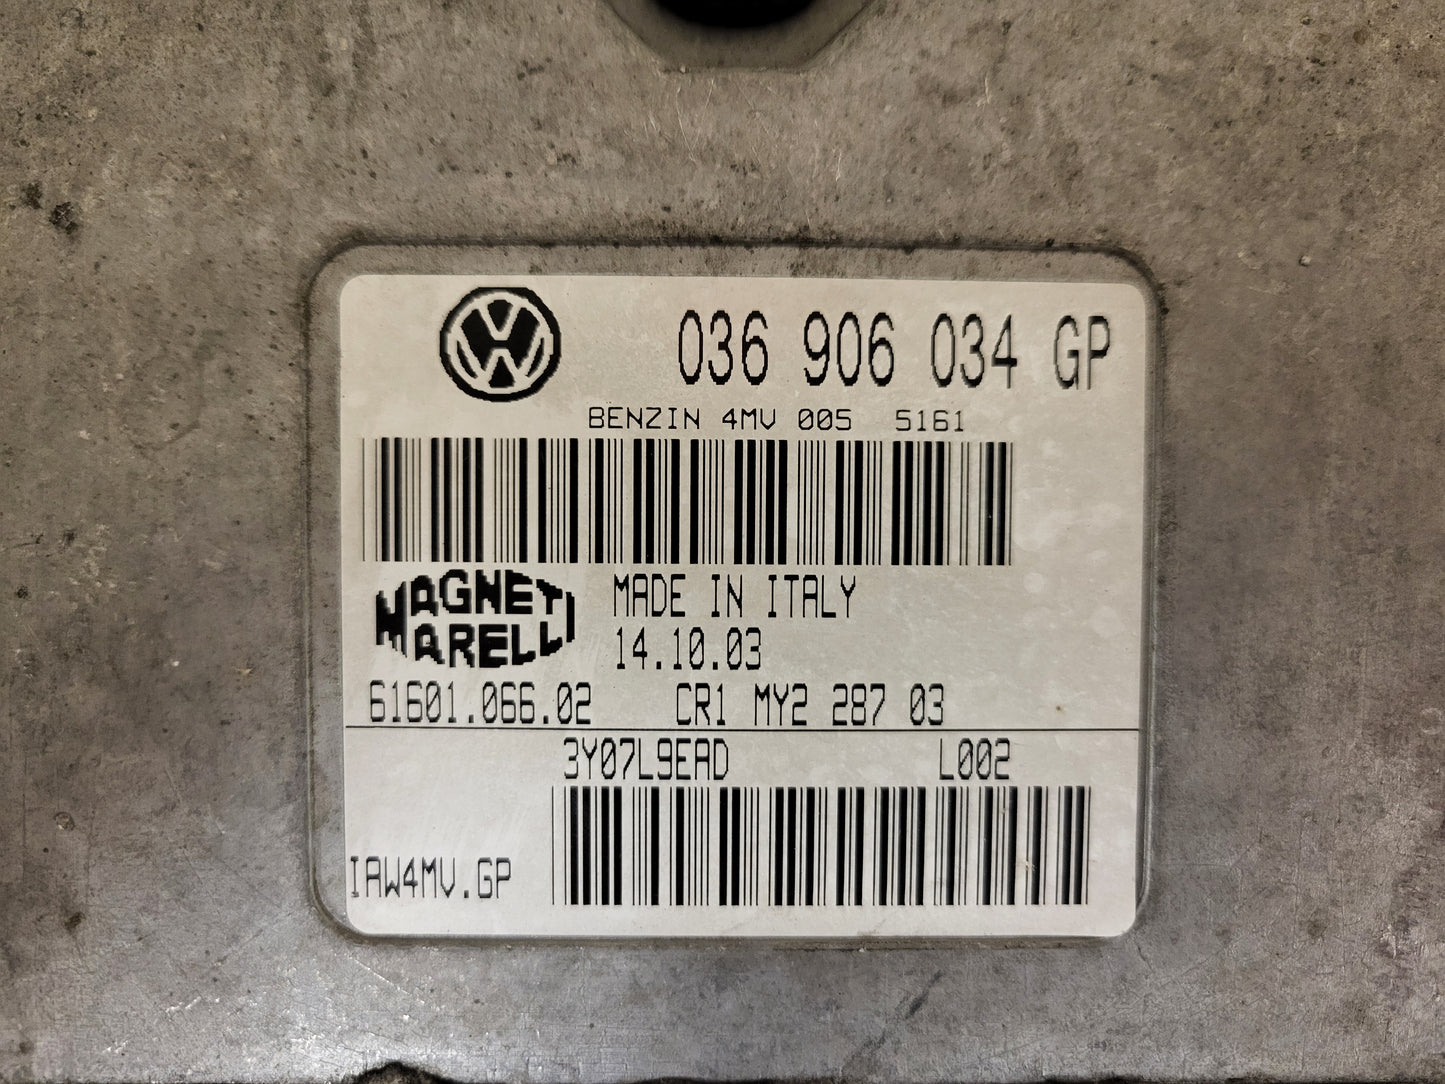 036 906 034 GP
BENZIN 4MV 005 5161
MAGNETI MARELLI
MADE IN ITALY
14.10.03
61601.066.02 CR1 MY2 287 03
3Y07L9EAD L002
IAW4MV.GP